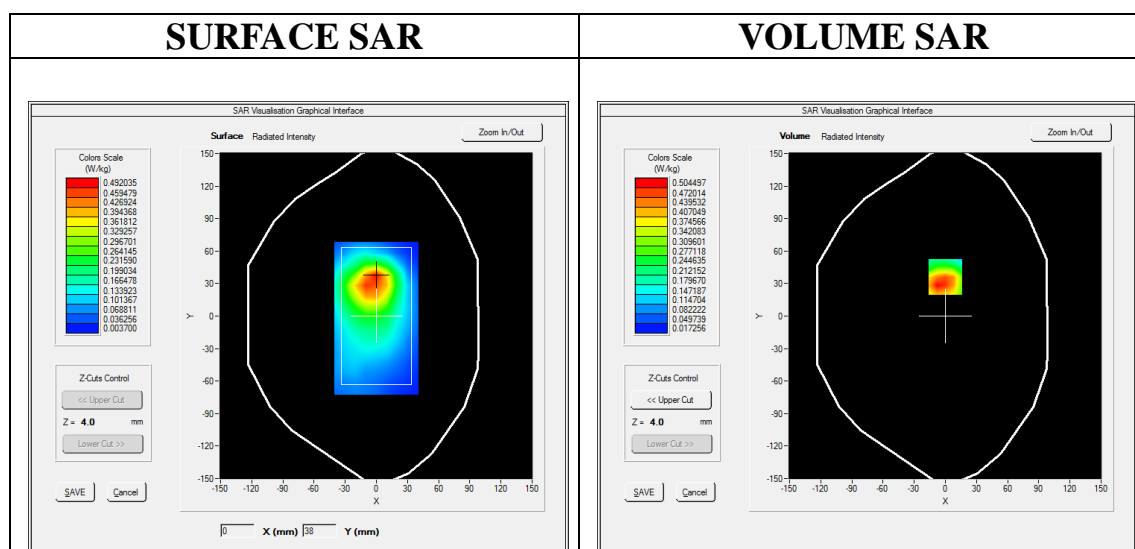 SURFACE SAR
VOLUME SAR
SAR Visualisation Graphical Interface
Surface Radiated Intensity
Zoom In/Out
Colors Scale
(W/kg)
0.492035
0.459479
0.426924
0.394368
0.361812
0.329257
0.296701
0.264145
0.231590
0.199034
0.166478
0.133923
0.101367
0.068811
0.036256
0.003700
Z-Cuts Control
<< Upper Cut
Z = 4.0 mm
Lower Cut >>
SAVE Cancel
150
120
90
60
30
0
-30
-60
-90
-120
-150
Y
-150 -120 -90 -60 -30 0 30 60 90 120 150
X
0 X (mm) 38 Y (mm)
SAR Visualisation Graphical Interface
Volume Radiated Intensity
Zoom In/Out
Colors Scale
(W/kg)
0.504497
0.472014
0.439532
0.407049
0.374566
0.342083
0.309601
0.277118
0.244635
0.212152
0.179670
0.147187
0.114704
0.082222
0.049739
0.017256
Z-Cuts Control
<< Upper Cut
Z = 4.0 mm
Lower Cut >>
SAVE Cancel
150
120
90
60
30
0
-30
-60
-90
-120
-150
Y
-150 -120 -90 -60 -30 0 30 60 90 120 150
X